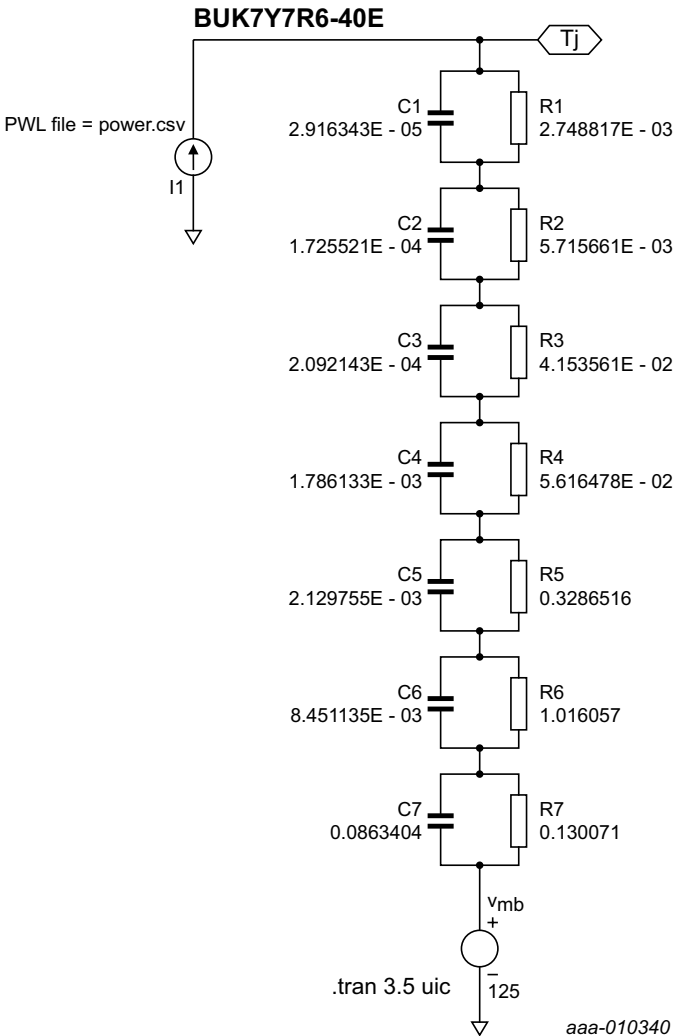 BUK7Y7R6-40E
Tj
PWL file = power.csv
I1
C1
2.916343E - 05
R1
2.748817E - 03
C2
1.725521E - 04
R2
5.715661E - 03
C3
2.092143E - 04
R3
4.153561E - 02
C4
1.786133E - 03
R4
5.616478E - 02
C5
2.129755E - 03
R5
0.3286516
C6
8.451135E - 03
R6
1.016057
C7
0.0863404
R7
0.130071
vmb
+
–
.tran 3.5 uic
125
aaa-010340